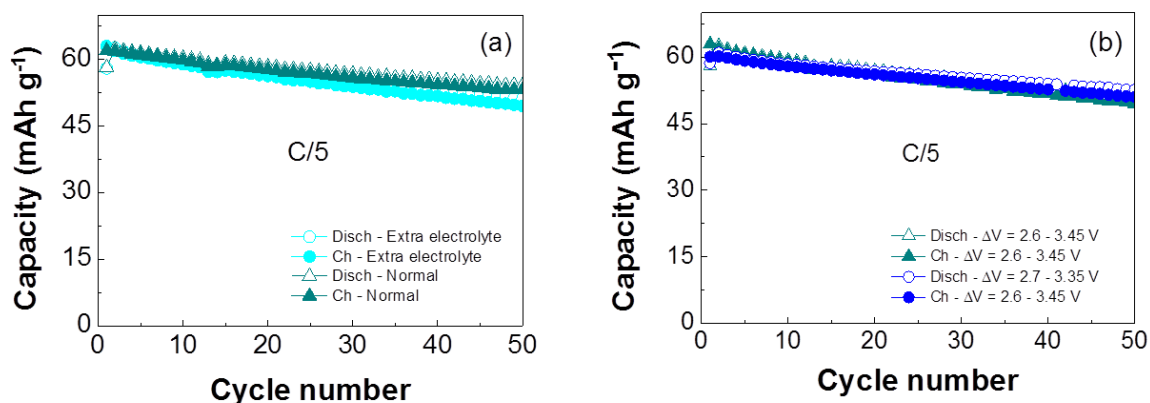 (a)
Capacity (mAh g⁻¹)
60
45
30
15
0
C/5
Disch - Extra electrolyte
Ch - Extra electrolyte
Disch - Normal
Ch - Normal
0 10 20 30 40 50
Cycle number
(b)
Capacity (mAh g⁻¹)
60
45
30
15
0
C/5
Disch - ΔV = 2.6 - 3.45 V
Ch - ΔV = 2.6 - 3.45 V
Disch - ΔV = 2.7 - 3.35 V
Ch - ΔV = 2.6 - 3.45 V
0 10 20 30 40 50
Cycle number